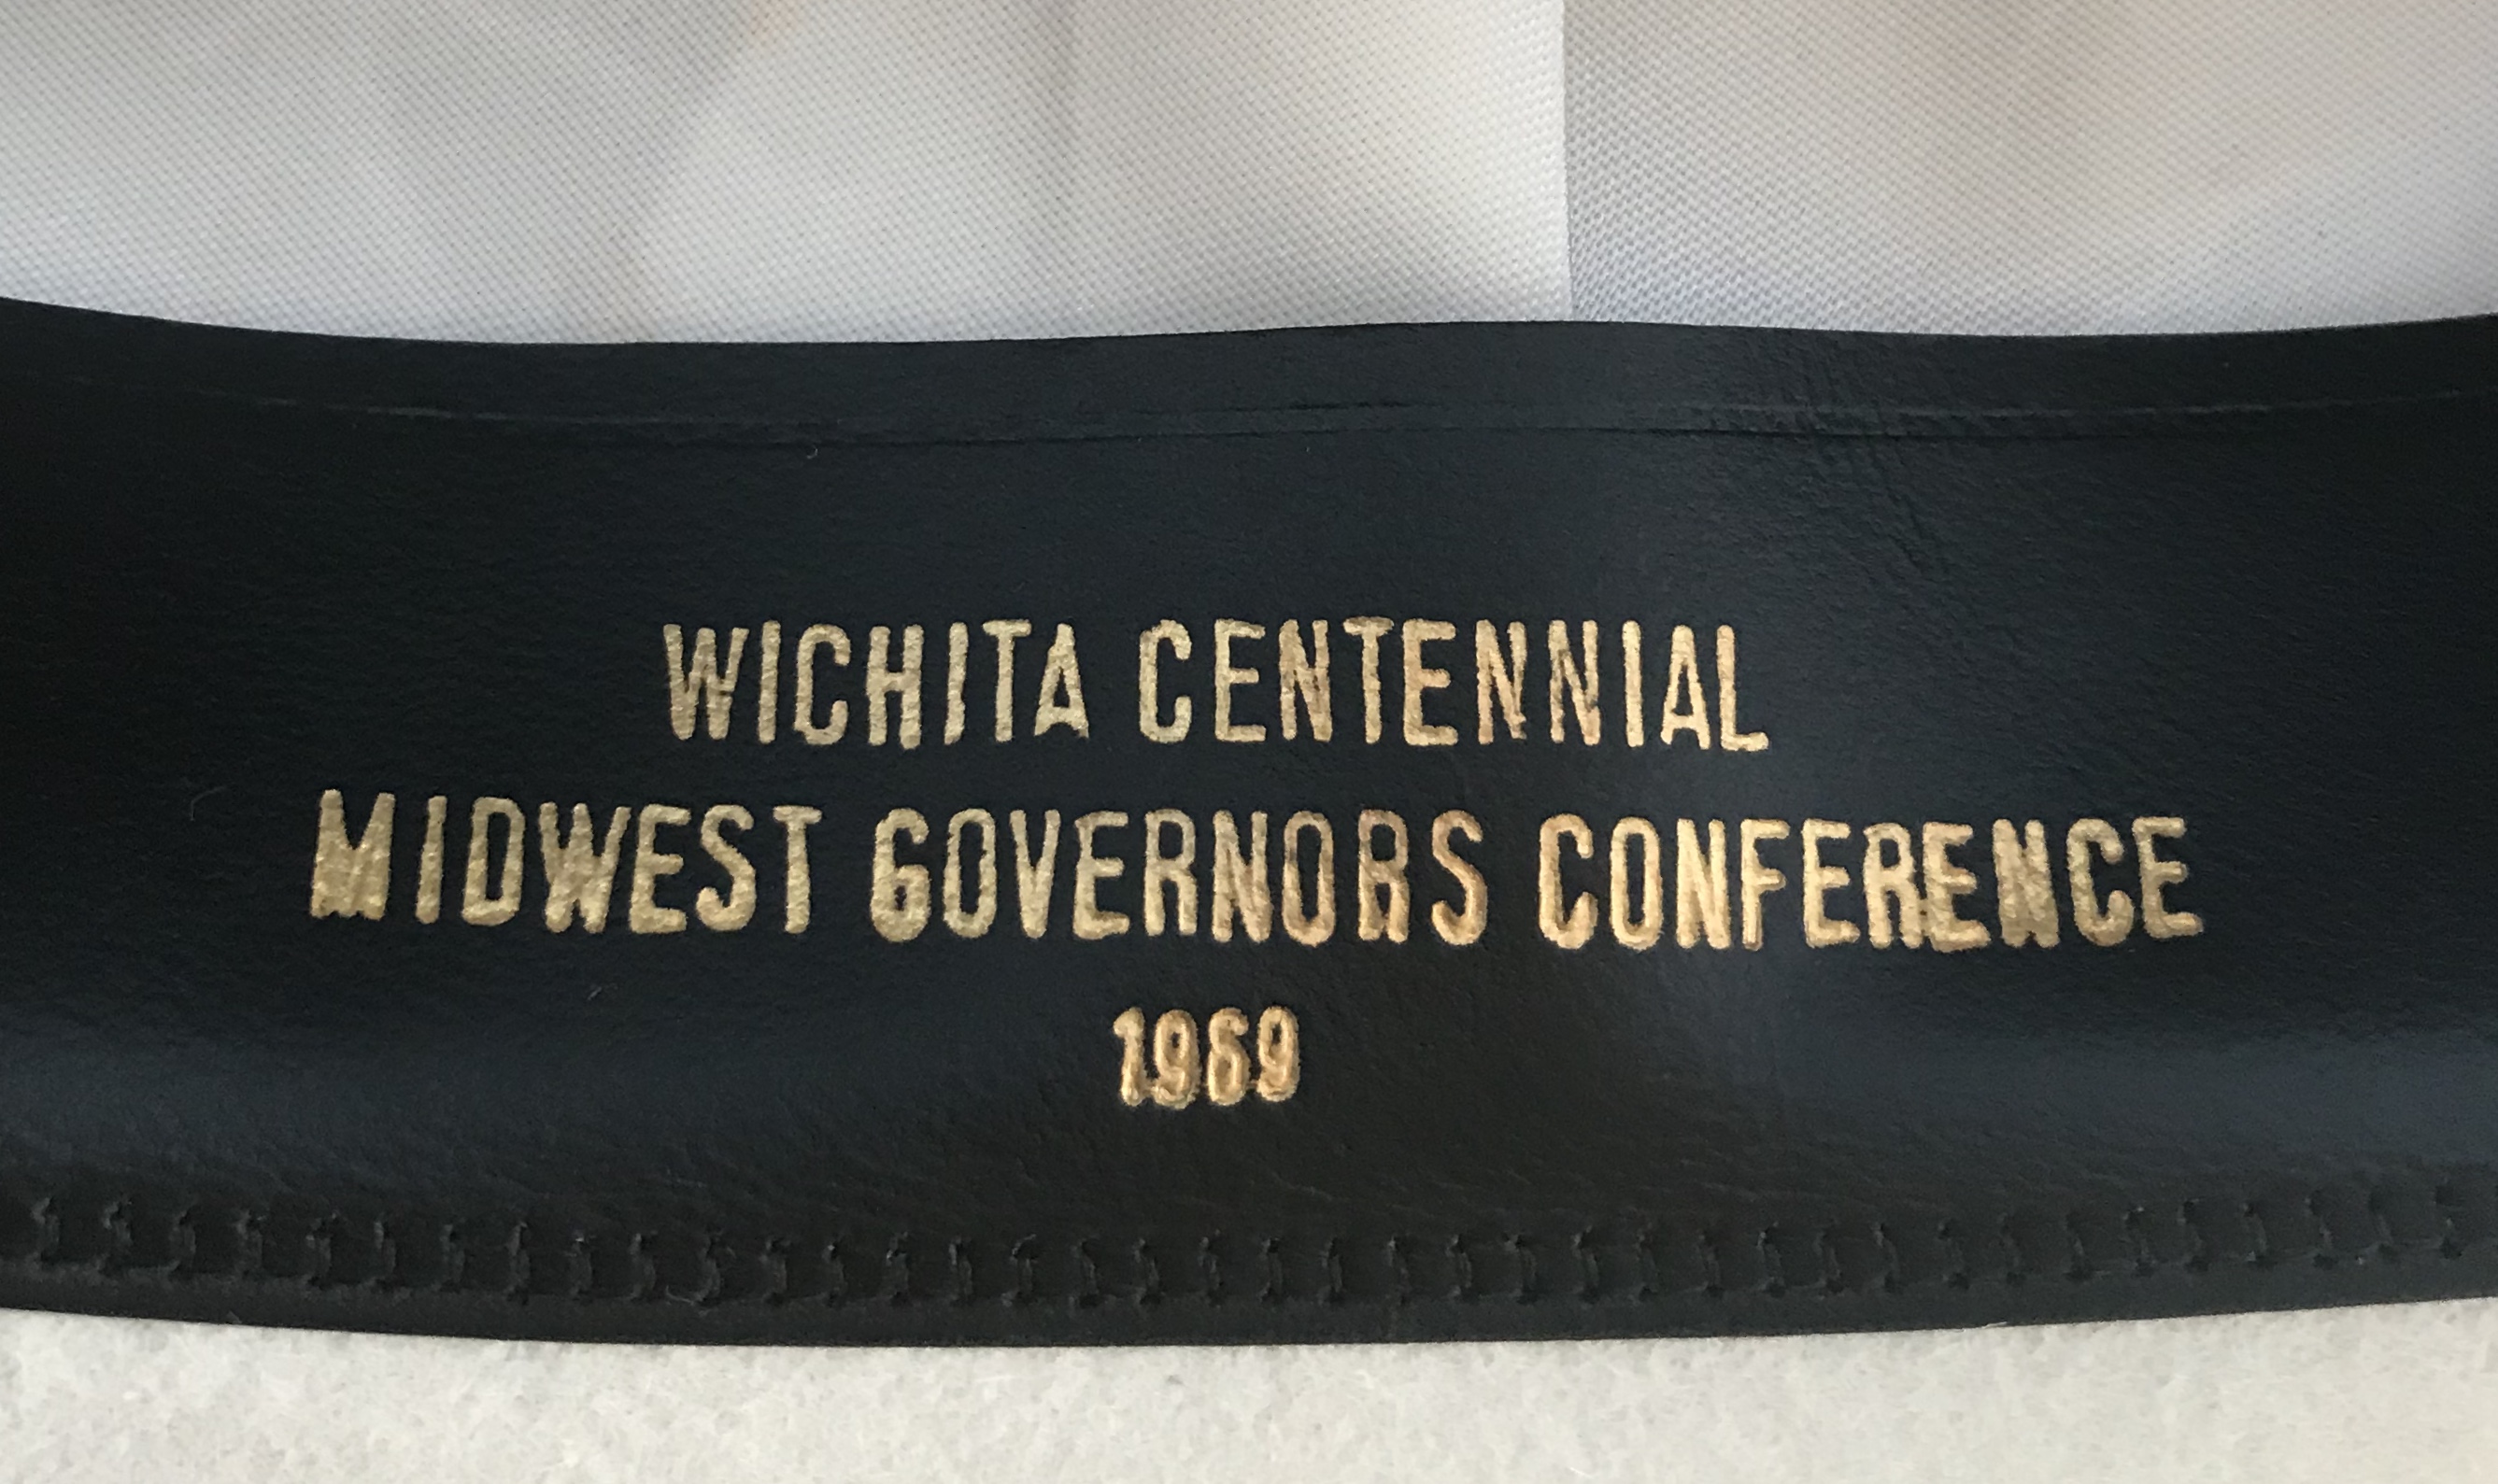 WICHITA CENTENNIAL
MIDWEST GOVERNORS CONFERENCE
1969